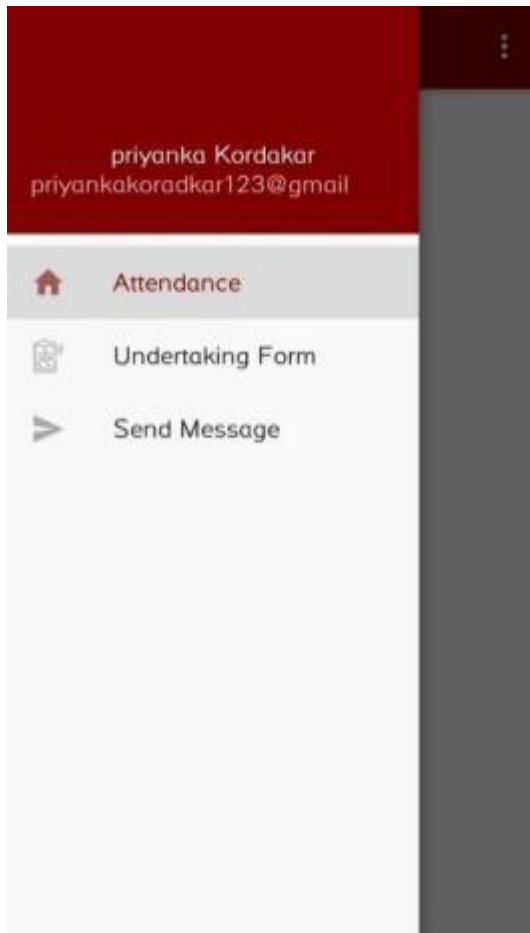 priyanka Kordakar
priyankakoradkar123@gmail
Attendance
Undertaking Form
Send Message